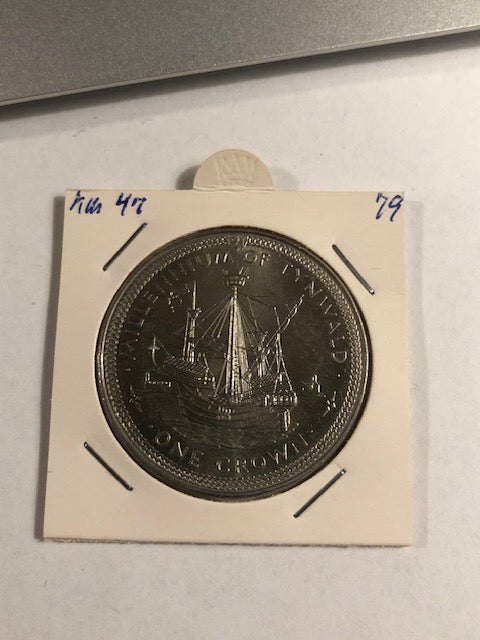 KM 47
79
MILLENNIUM OF TYNWALD
ONE CROWN